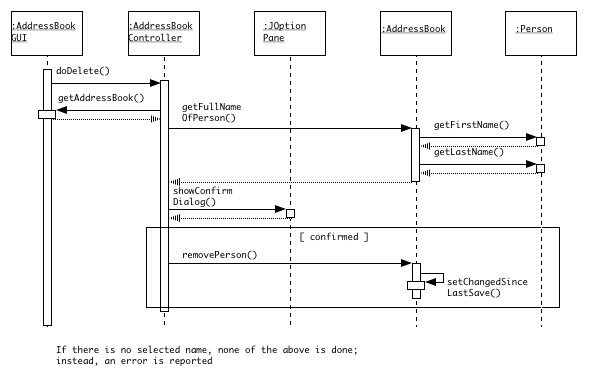 :AddressBook
GUI
:AddressBook
Controller
:JOption
Pane
:AddressBook
:Person
doDelete()
getAddressBook()
getFullName
OfPerson()
getFirstName()
getLastName()
showConfirm
Dialog()
[ confirmed ]
removePerson()
setChangedSince
LastSave()
If there is no selected name, none of the above is done;
instead, an error is reported